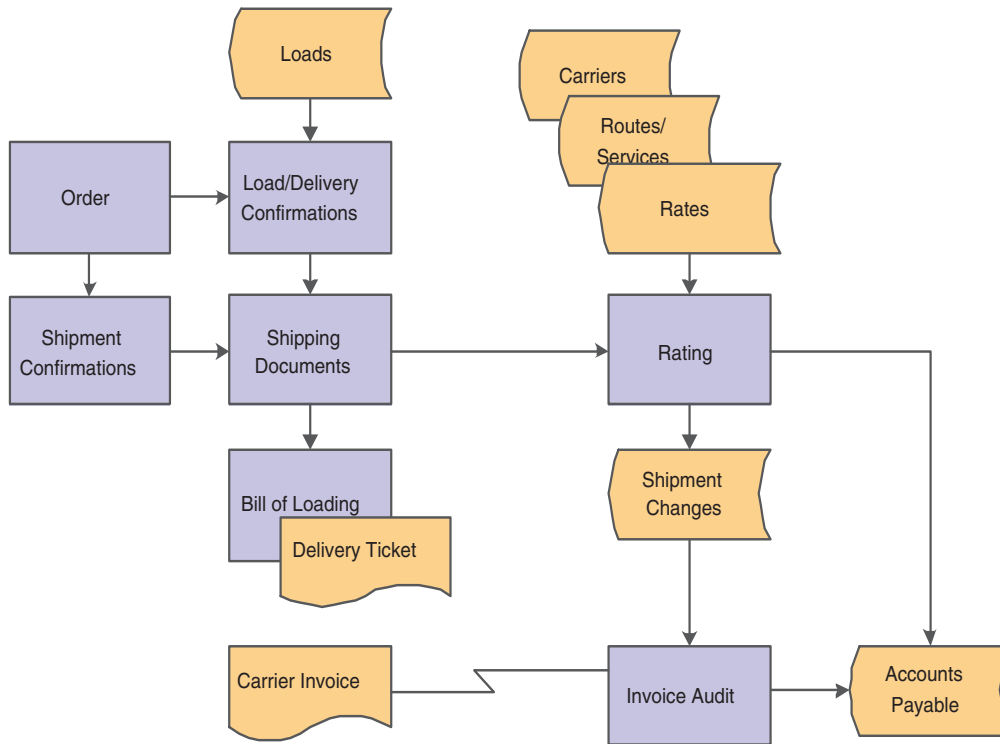 Loads
Carriers
Routes/
Services
Rates
Order
Load/Delivery
Confirmations
Shipment
Confirmations
Shipping
Documents
Rating
Bill of Loading
Delivery Ticket
Shipment
Changes
Carrier Invoice
Invoice Audit
Accounts
Payable